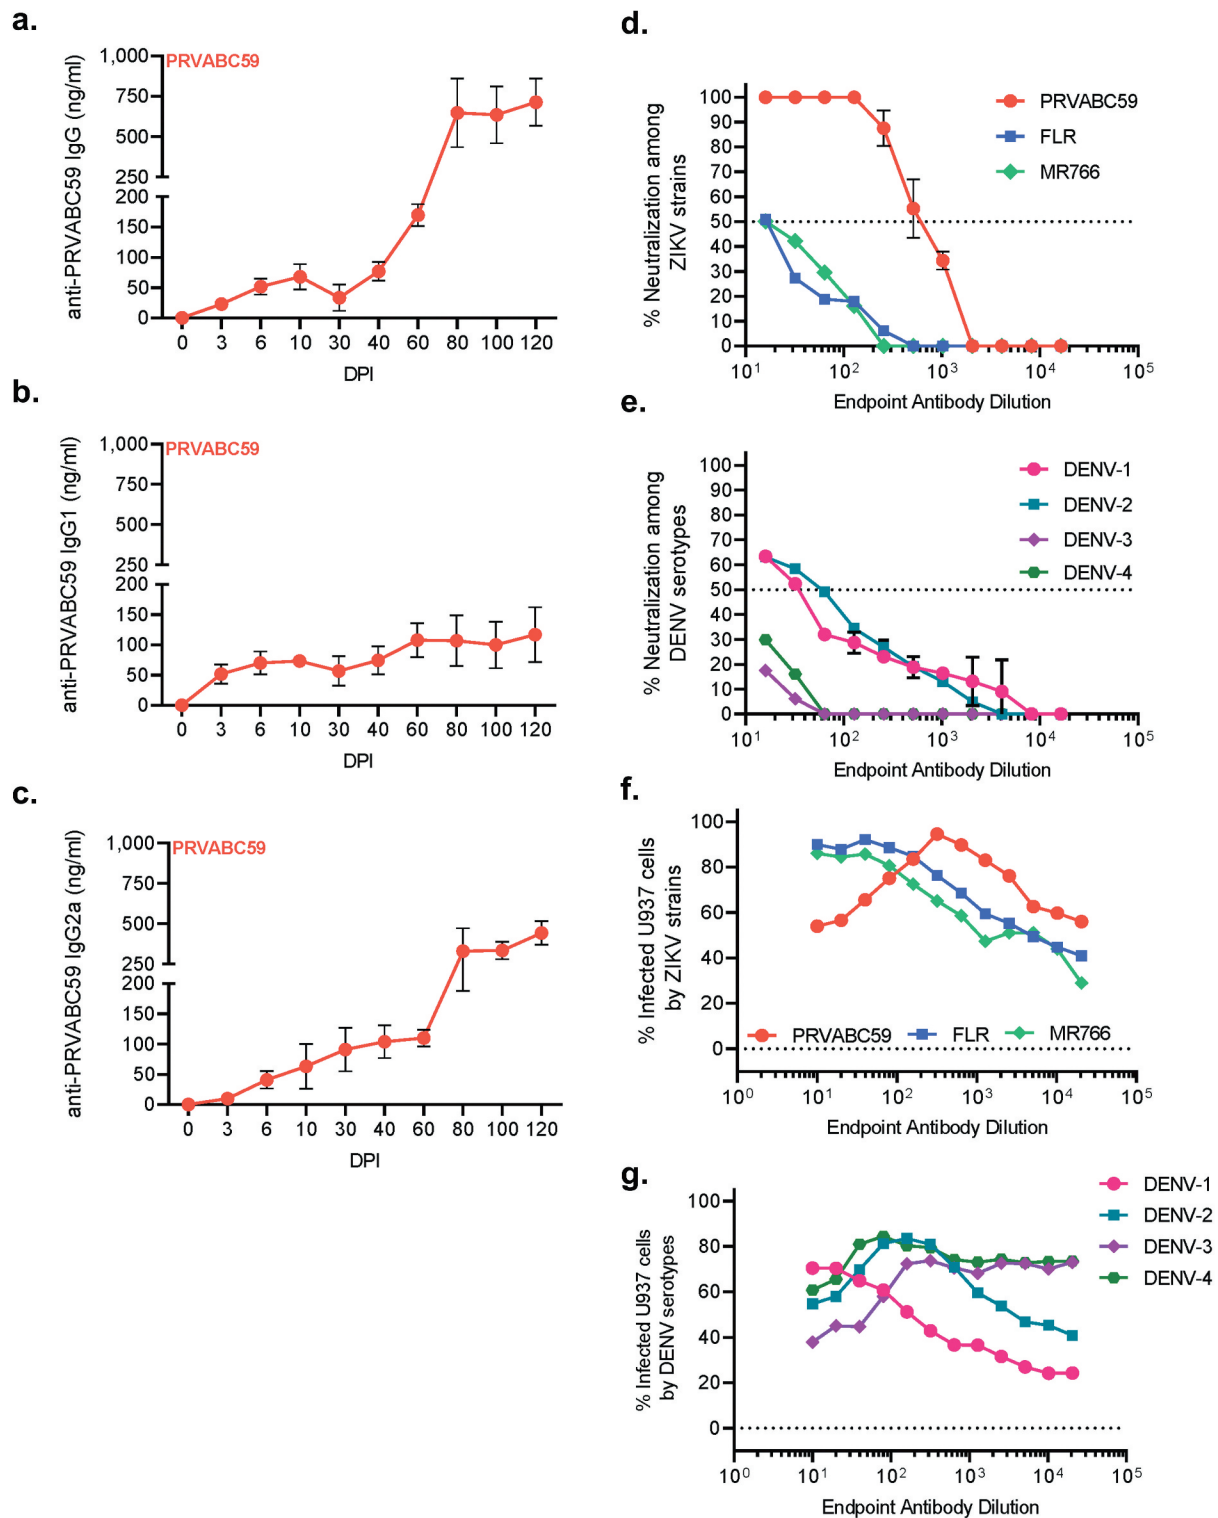 a.
PRVABC59
anti-PRVABC59 IgG (ng/ml)
1,000
750
500
250
200
150
100
50
0
0 3 6 10 30 40 60 80 100 120
DPI
b.
PRVABC59
anti-PRVABC59 IgG1 (ng/ml)
1,000
750
500
250
200
150
100
50
0
0 3 6 10 30 40 60 80 100 120
DPI
c.
PRVABC59
anti-PRVABC59 IgG2a (ng/ml)
1,000
750
500
250
200
150
100
50
0
0 3 6 10 30 40 60 80 100 120
DPI
d.
% Neutralization among
ZIKV strains
100
90
80
70
60
50
40
30
20
10
0
PRVABC59
FLR
MR766
10¹ 10² 10³ 10⁴ 10⁵
Endpoint Antibody Dilution
e.
% Neutralization among
DENV serotypes
100
90
80
70
60
50
40
30
20
10
0
DENV-1
DENV-2
DENV-3
DENV-4
10¹ 10² 10³ 10⁴ 10⁵
Endpoint Antibody Dilution
f.
% Infected U937 cells
by ZIKV strains
100
80
60
40
20
0
PRVABC59 FLR MR766
10⁰ 10¹ 10² 10³ 10⁴ 10⁵
Endpoint Antibody Dilution
g.
% Infected U937 cells
by DENV serotypes
100
80
60
40
20
0
DENV-1
DENV-2
DENV-3
DENV-4
10⁰ 10¹ 10² 10³ 10⁴ 10⁵
Endpoint Antibody Dilution